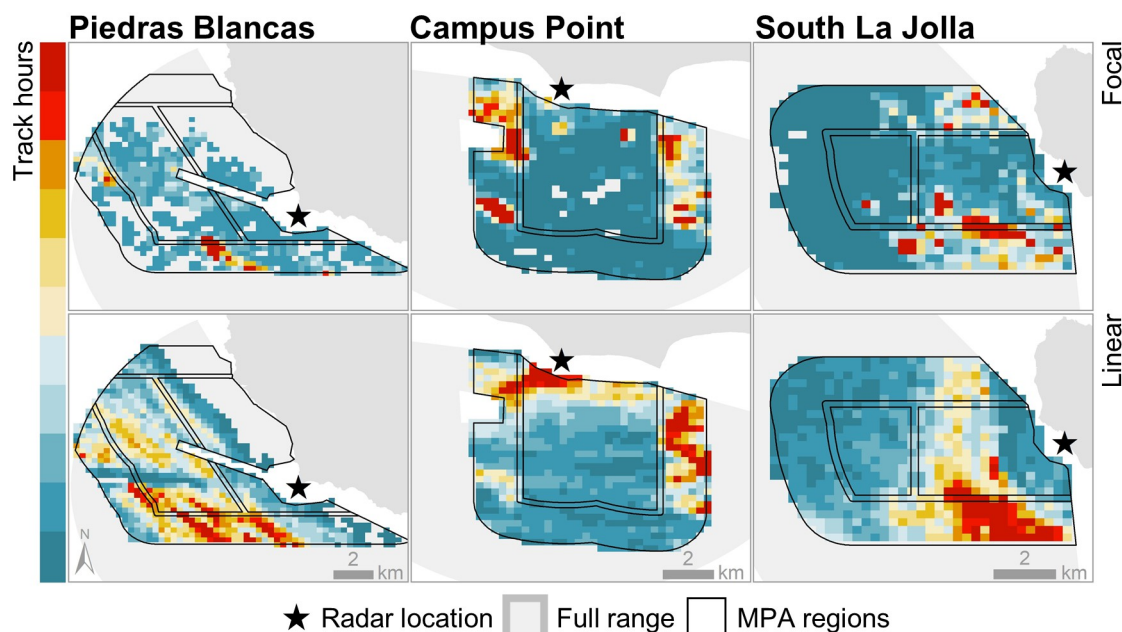 Piedras Blancas
Campus Point
South La Jolla
Track hours
Focal
Linear
N
2
km
2
km
2
km
Radar location
Full range
MPA regions